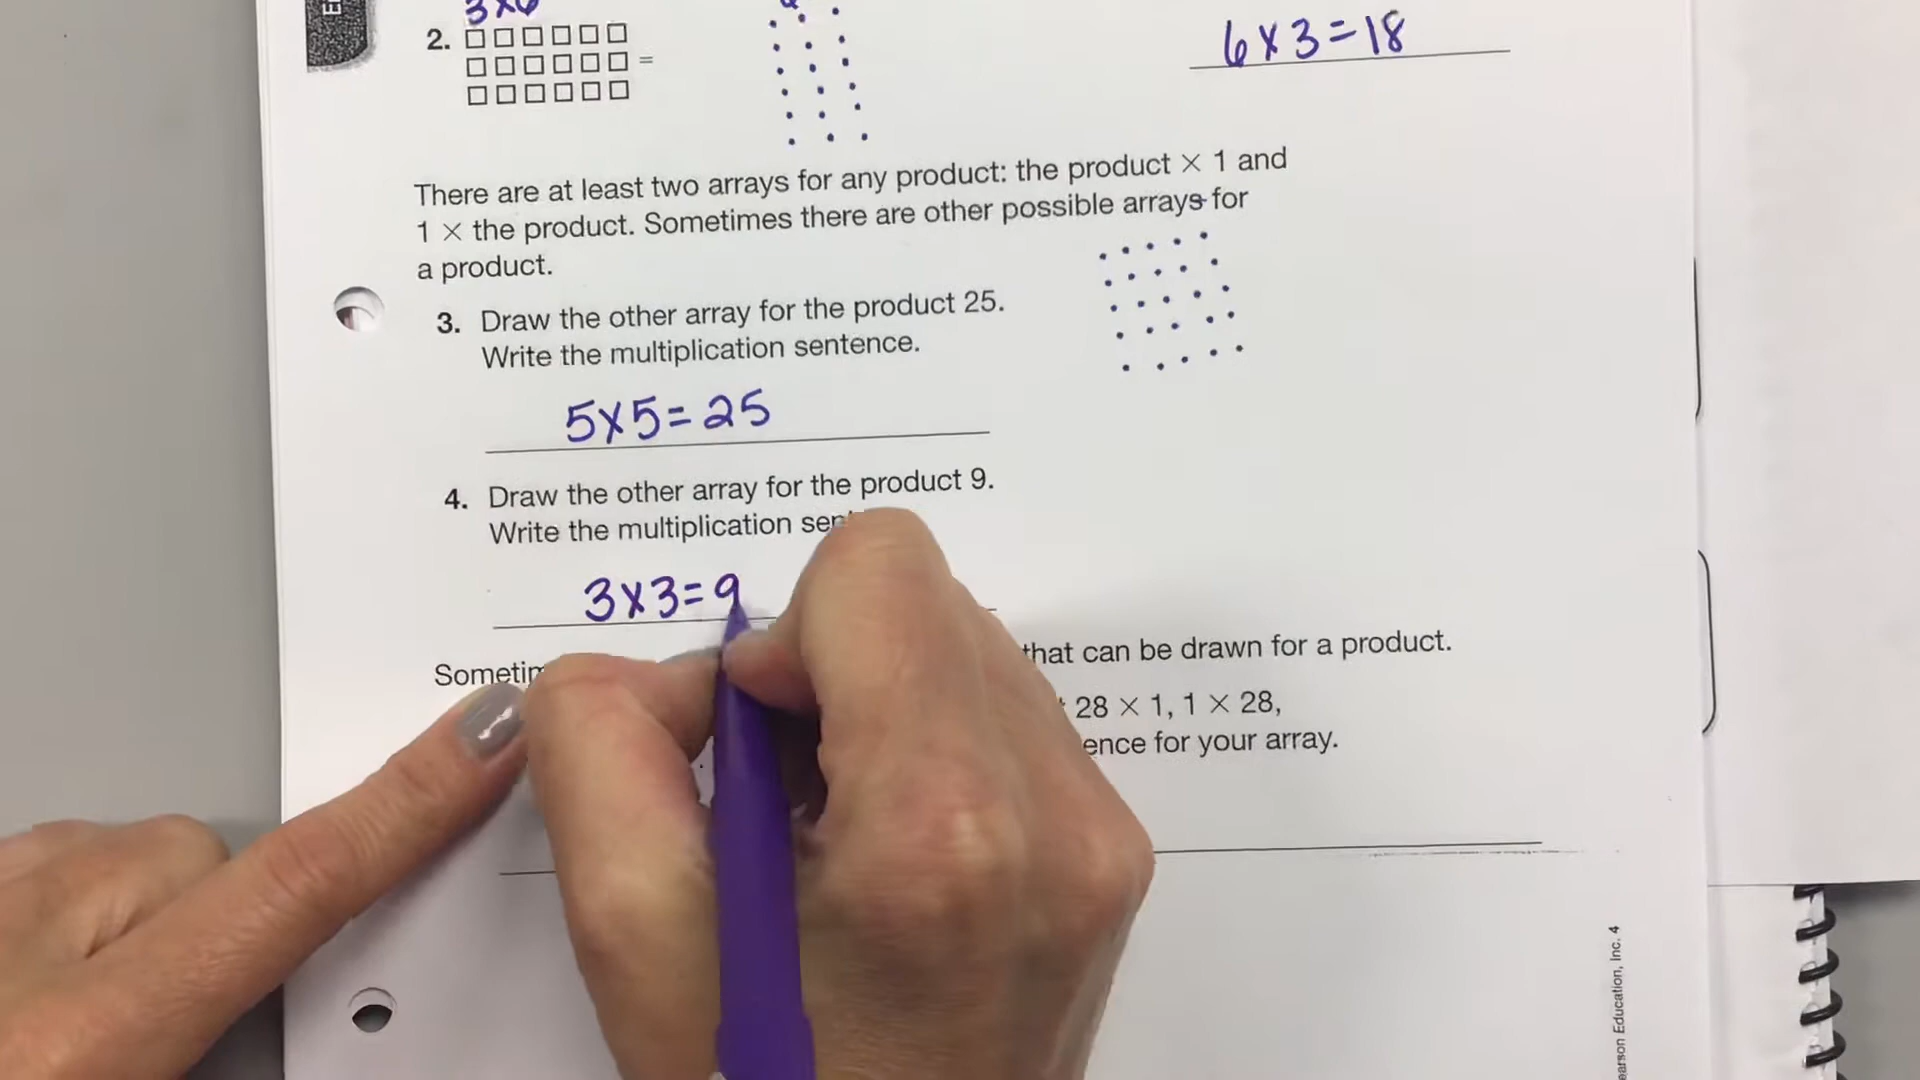 3x6
2.
=
6x3=18
There are at least two arrays for any product: the product × 1 and
1 × the product. Sometimes there are other possible arrays for
a product.
3. Draw the other array for the product 25.
Write the multiplication sentence.
5x5=25
4. Draw the other array for the product 9.
Write the multiplication
3x3=9
that can be drawn for a product.
28 × 1, 1 × 28,
for your array.
Education, Inc. 4